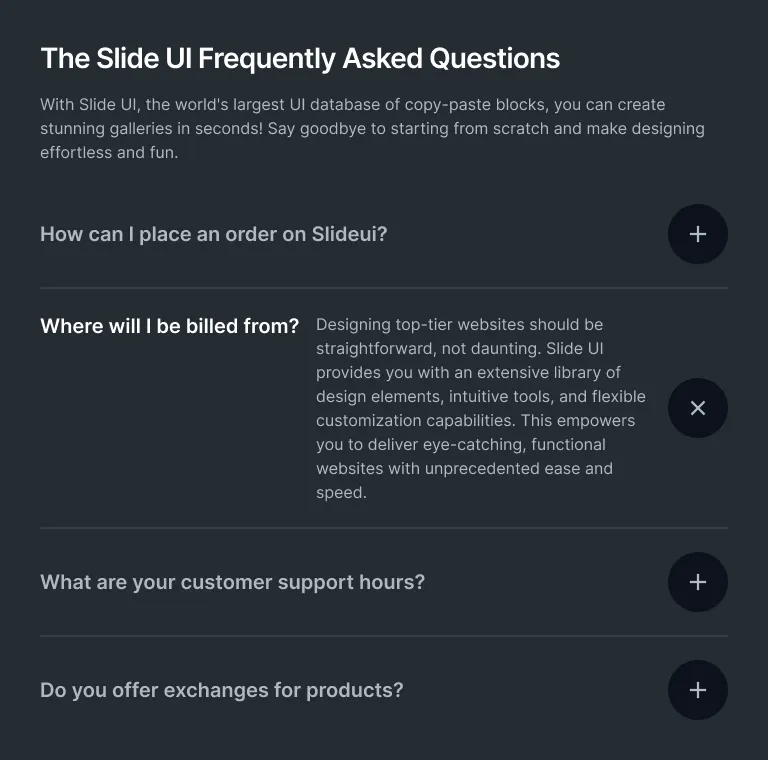 The Slide UI Frequently Asked Questions
With Slide UI, the world's largest UI database of copy-paste blocks, you can create
stunning galleries in seconds! Say goodbye to starting from scratch and make designing
effortless and fun.
How can I place an order on Slideui?
Where will I be billed from?
Designing top-tier websites should be
straightforward, not daunting. Slide UI
provides you with an extensive library of
design elements, intuitive tools, and flexible
customization capabilities. This empowers
you to deliver eye-catching, functional
websites with unprecedented ease and
speed.
What are your customer support hours?
Do you offer exchanges for products?